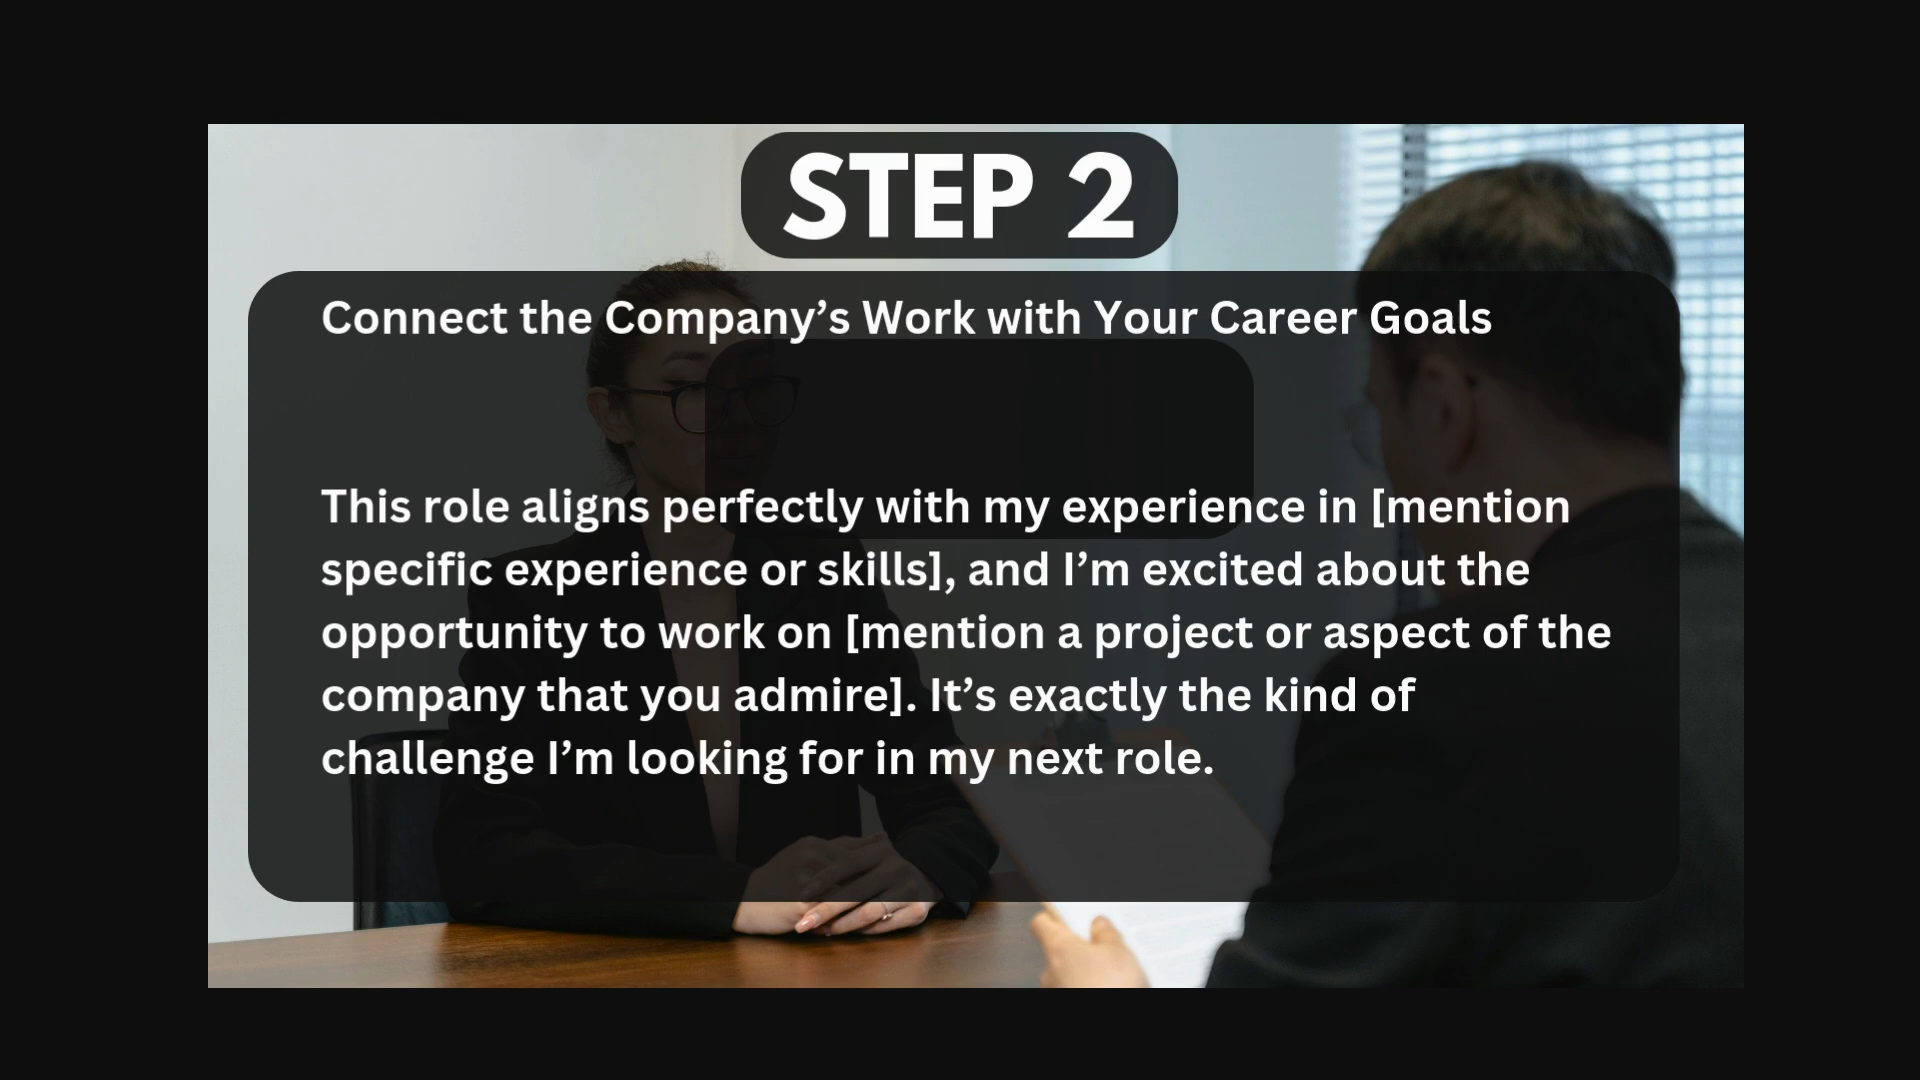 STEP 2
Connect the Company’s Work with Your Career Goals
This role aligns perfectly with my experience in [mention
specific experience or skills], and I’m excited about the
opportunity to work on [mention a project or aspect of the
company that you admire]. It’s exactly the kind of
challenge I’m looking for in my next role.